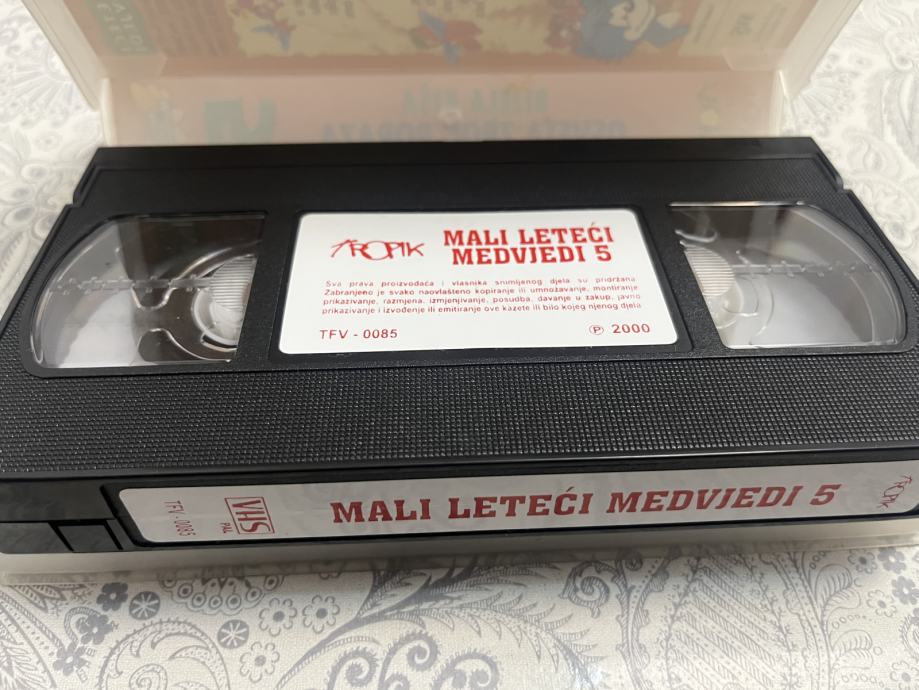 TROPIK
MALI LETEĆI
MEDVJEDI 5
Sva prava proizvođača i vlasnika snimljenog djela su pridržana
Zabranjeno je svako naovlašteno kopiranje ili umnožavanje, montiranje
prikazivanje, razmjena, izmjenjivanje, posudba, davanje u zakup, javno
prikazivanje i izvođenje ili emitiranje ove kazete ili bilo kojeg njenog djela
TFV - 0085
℗ 2000
TFV - 0085
VHS
PAL
MALI LETEĆI MEDVJEDI 5
TROPIK